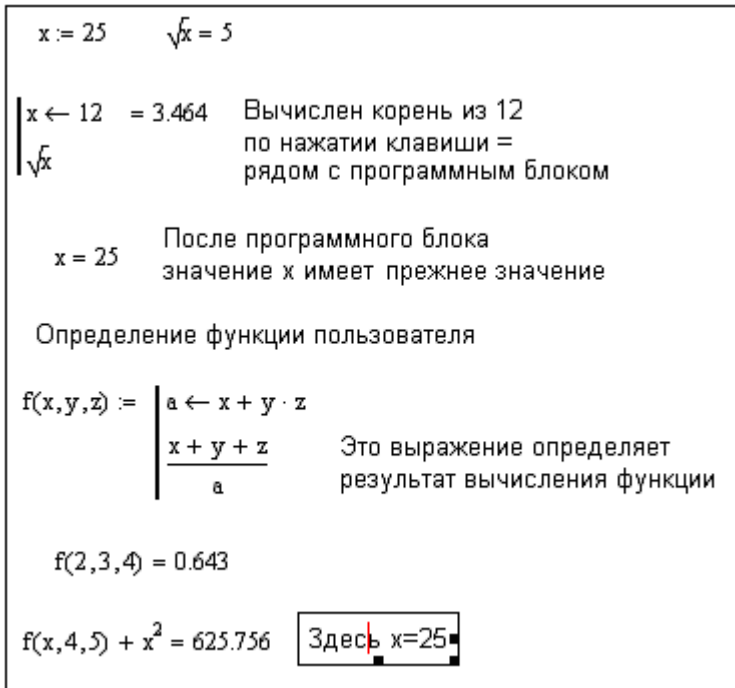 x := 25 √x = 5
x ← 12 = 3.464 Вычислен корень из 12
по нажатии клавиши =
√x рядом с программным блоком
После программного блока
x = 25 значение x имеет прежнее значение
Определение функции пользователя
f(x,y,z) := a ← x + y · z
x + y + z Это выражение определяет
a результат вычисления функции
f(2,3,4) = 0.643
f(x,4,5) + x² = 625.756 Здесь x=25